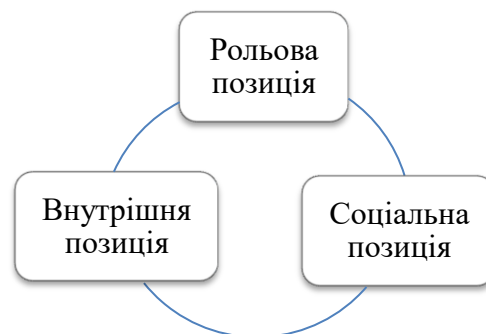 Рольова
позиція
Внутрішня
позиція
Соціальна
позиція